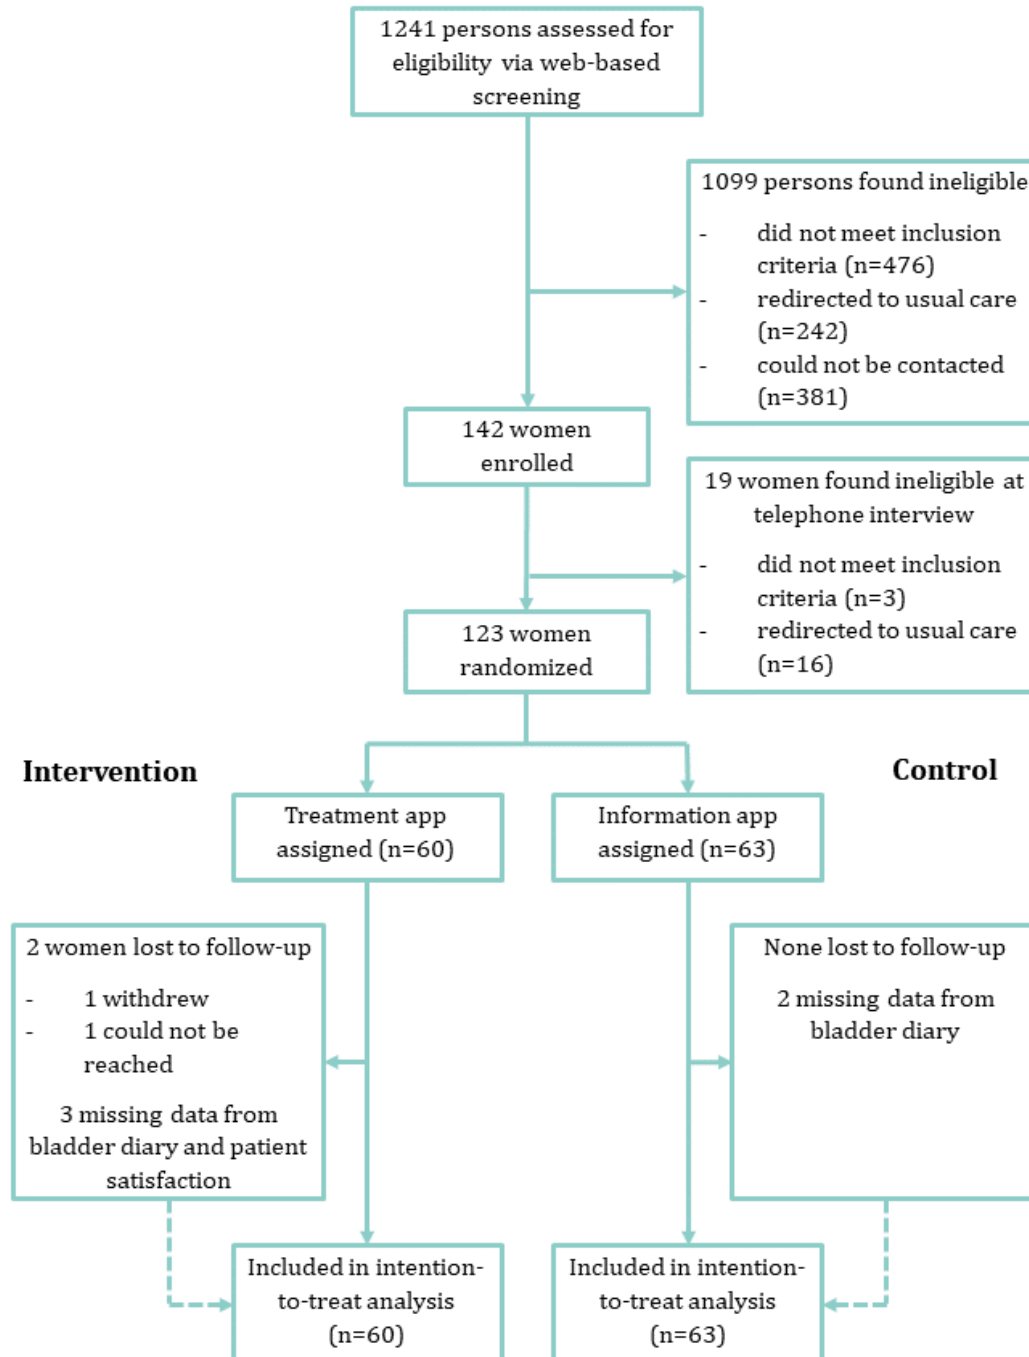 1241 persons assessed for
eligibility via web-based
screening
1099 persons found ineligible
- did not meet inclusion
criteria (n=476)
- redirected to usual care
(n=242)
- could not be contacted
(n=381)
142 women
enrolled
19 women found ineligible at
telephone interview
- did not meet inclusion
criteria (n=3)
- redirected to usual care
(n=16)
123 women
randomized
Intervention
Control
Treatment app
assigned (n=60)
Information app
assigned (n=63)
2 women lost to follow-up
- 1 withdrew
- 1 could not be
reached
3 missing data from
bladder diary and patient
satisfaction
None lost to follow-up
2 missing data from
bladder diary
Included in intention-
to-treat analysis
(n=60)
Included in intention-
to-treat analysis
(n=63)